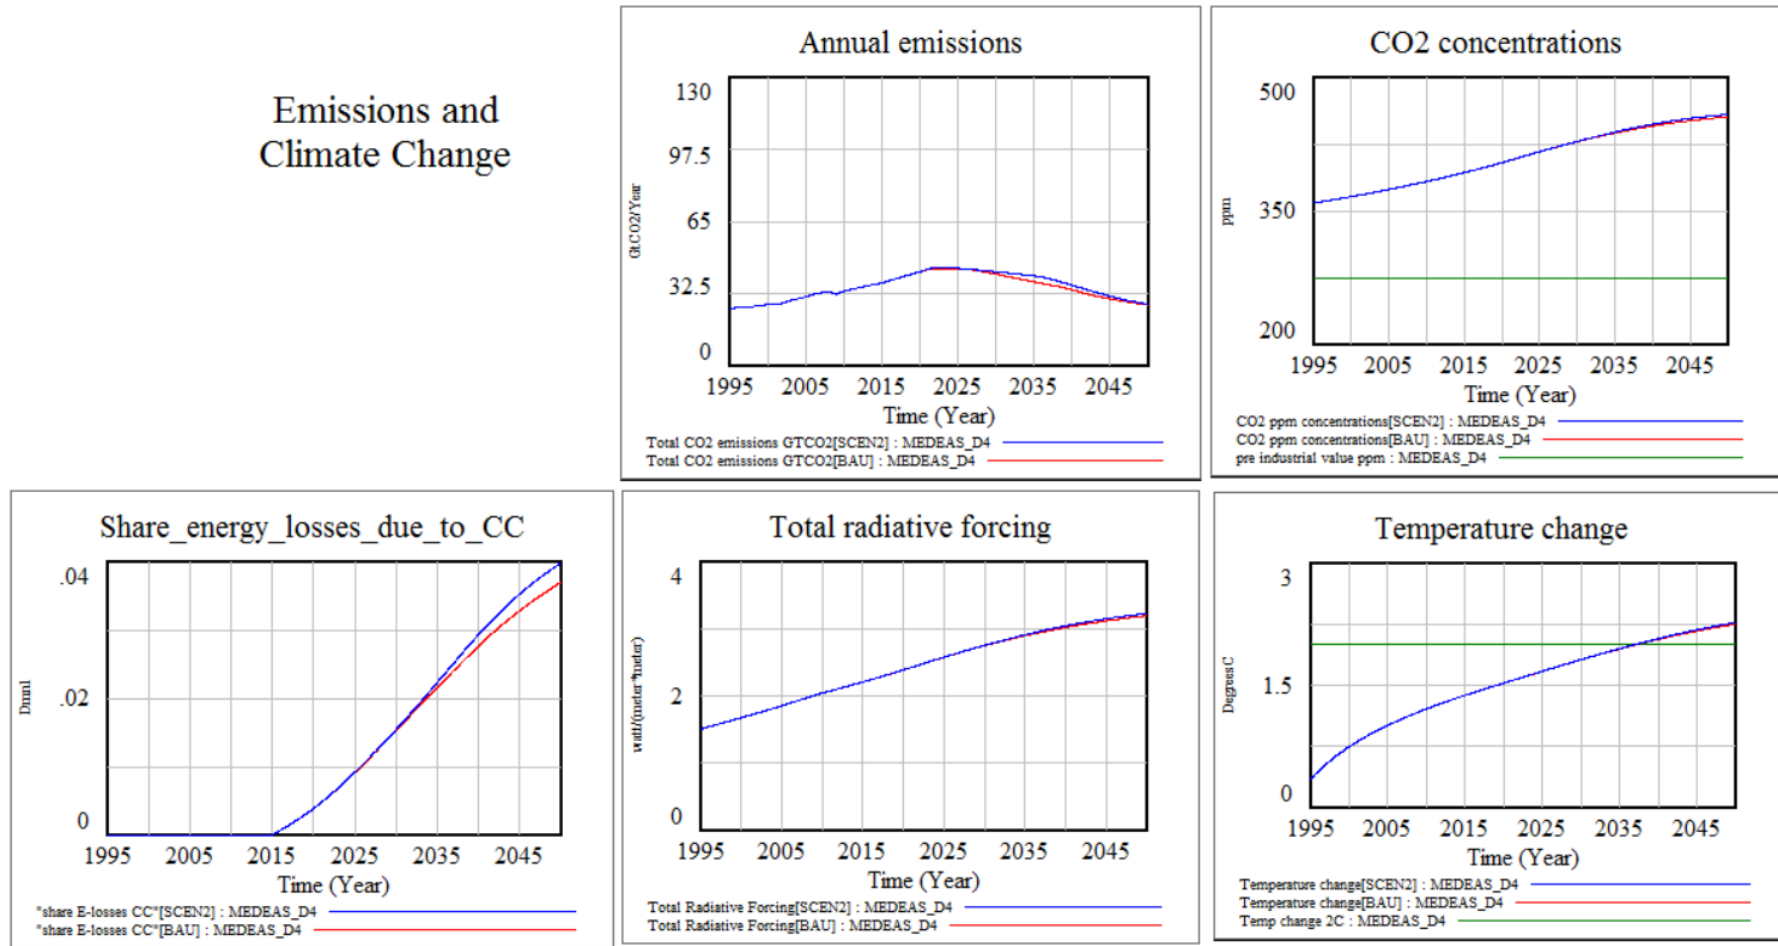 Emissions and
Climate Change
Annual emissions
130
97.5
65
32.5
0
GtCO2/Year
1995 2005 2015 2025 2035 2045
Time (Year)
Total CO2 emissions GTCO2[SCEN2] : MEDEAS_D4
Total CO2 emissions GTCO2[BAU] : MEDEAS_D4
CO2 concentrations
500
350
200
ppm
1995 2005 2015 2025 2035 2045
Time (Year)
CO2 ppm concentrations[SCEN2] : MEDEAS_D4
CO2 ppm concentrations[BAU] : MEDEAS_D4
pre industrial value ppm : MEDEAS_D4
Share_energy_losses_due_to_CC
.04
.02
0
Dmnl
1995 2005 2015 2025 2035 2045
Time (Year)
"share E-losses CC"[SCEN2] : MEDEAS_D4
"share E-losses CC"[BAU] : MEDEAS_D4
Total radiative forcing
4
2
0
watt/(meter*meter)
1995 2005 2015 2025 2035 2045
Time (Year)
Total Radiative Forcing[SCEN2] : MEDEAS_D4
Total Radiative Forcing[BAU] : MEDEAS_D4
Temperature change
3
1.5
0
DegreesC
1995 2005 2015 2025 2035 2045
Time (Year)
Temperature change[SCEN2] : MEDEAS_D4
Temperature change[BAU] : MEDEAS_D4
Temp change 2C : MEDEAS_D4